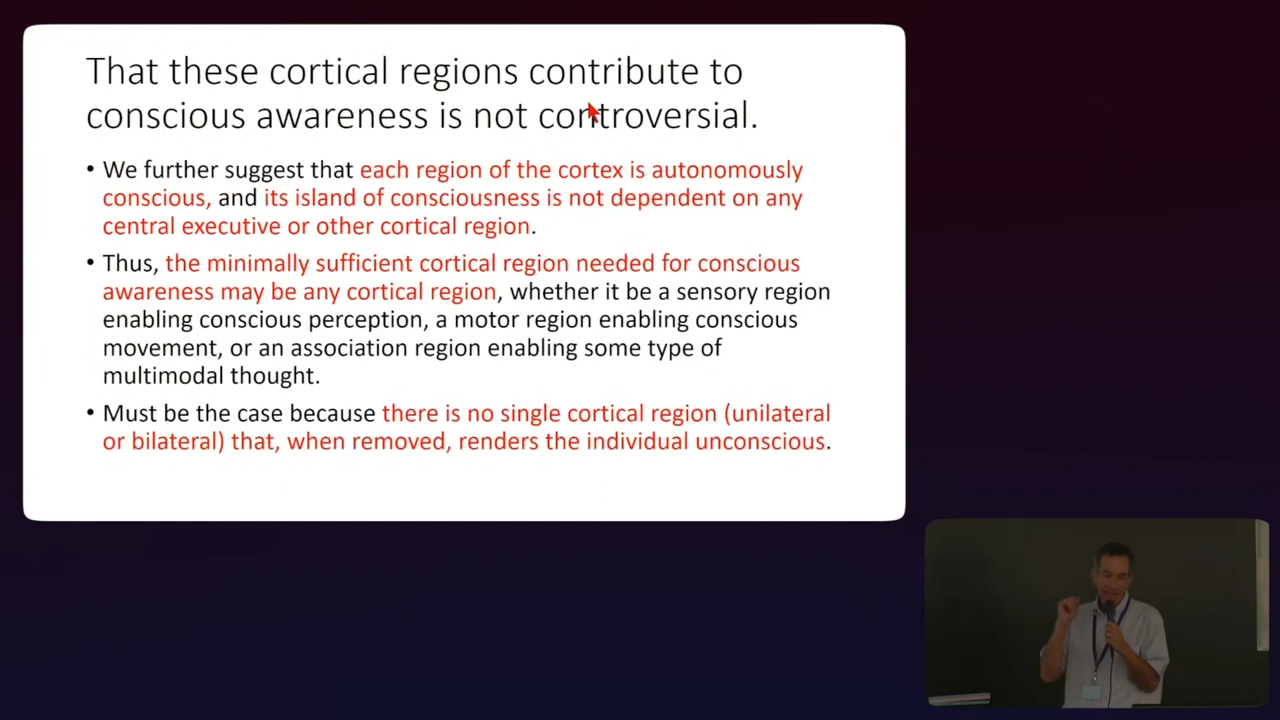 That these cortical regions contribute to
conscious awareness is not controversial.
• We further suggest that each region of the cortex is autonomously
conscious, and its island of consciousness is not dependent on any
central executive or other cortical region.
• Thus, the minimally sufficient cortical region needed for conscious
awareness may be any cortical region, whether it be a sensory region
enabling conscious perception, a motor region enabling conscious
movement, or an association region enabling some type of
multimodal thought.
• Must be the case because there is no single cortical region (unilateral
or bilateral) that, when removed, renders the individual unconscious.